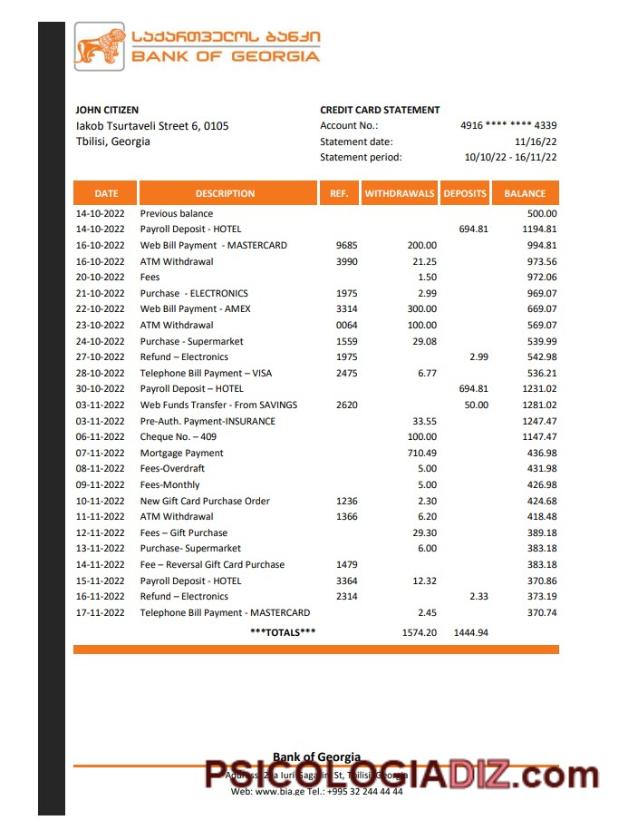 საქართველოს ბანკი
BANK OF GEORGIA
JOHN CITIZEN CREDIT CARD STATEMENT
Iakob Tsurtaveli Street 6, 0105 Account No.: 4916 **** **** 4339
Tbilisi, Georgia Statement date: 11/16/22
Statement period: 10/10/22 - 16/11/22
DATE DESCRIPTION REF. WITHDRAWALS DEPOSITS BALANCE
14-10-2022 Previous balance 500.00
14-10-2022 Payroll Deposit - HOTEL 694.81 1194.81
16-10-2022 Web Bill Payment - MASTERCARD 9685 200.00 994.81
16-10-2022 ATM Withdrawal 3990 21.25 973.56
20-10-2022 Fees 1.50 972.06
21-10-2022 Purchase - ELECTRONICS 1975 2.99 969.07
22-10-2022 Web Bill Payment - AMEX 3314 300.00 669.07
23-10-2022 ATM Withdrawal 0064 100.00 569.07
24-10-2022 Purchase - Supermarket 1559 29.08 539.99
27-10-2022 Refund – Electronics 1975 2.99 542.98
28-10-2022 Telephone Bill Payment – VISA 2475 6.77 536.21
30-10-2022 Payroll Deposit – HOTEL 694.81 1231.02
03-11-2022 Web Funds Transfer - From SAVINGS 2620 50.00 1281.02
03-11-2022 Pre-Auth. Payment-INSURANCE 33.55 1247.47
06-11-2022 Cheque No. – 409 100.00 1147.47
07-11-2022 Mortgage Payment 710.49 436.98
08-11-2022 Fees-Overdraft 5.00 431.98
09-11-2022 Fees-Monthly 5.00 426.98
10-11-2022 New Gift Card Purchase Order 1236 2.30 424.68
11-11-2022 ATM Withdrawal 1366 6.20 418.48
12-11-2022 Fees – Gift Purchase 29.30 389.18
13-11-2022 Purchase- Supermarket 6.00 383.18
14-11-2022 Fee – Reversal Gift Card Purchase 1479 383.18
15-11-2022 Payroll Deposit - HOTEL 3364 12.32 370.86
16-11-2022 Refund – Electronics 2314 2.33 373.19
17-11-2022 Telephone Bill Payment - MASTERCARD 2.45 370.74
***TOTALS*** 1574.20 1444.94
Bank of Georgia
PSICOLOGIADIZ.com
Web: www.bia.ge Tel.: +995 32 244 44 44